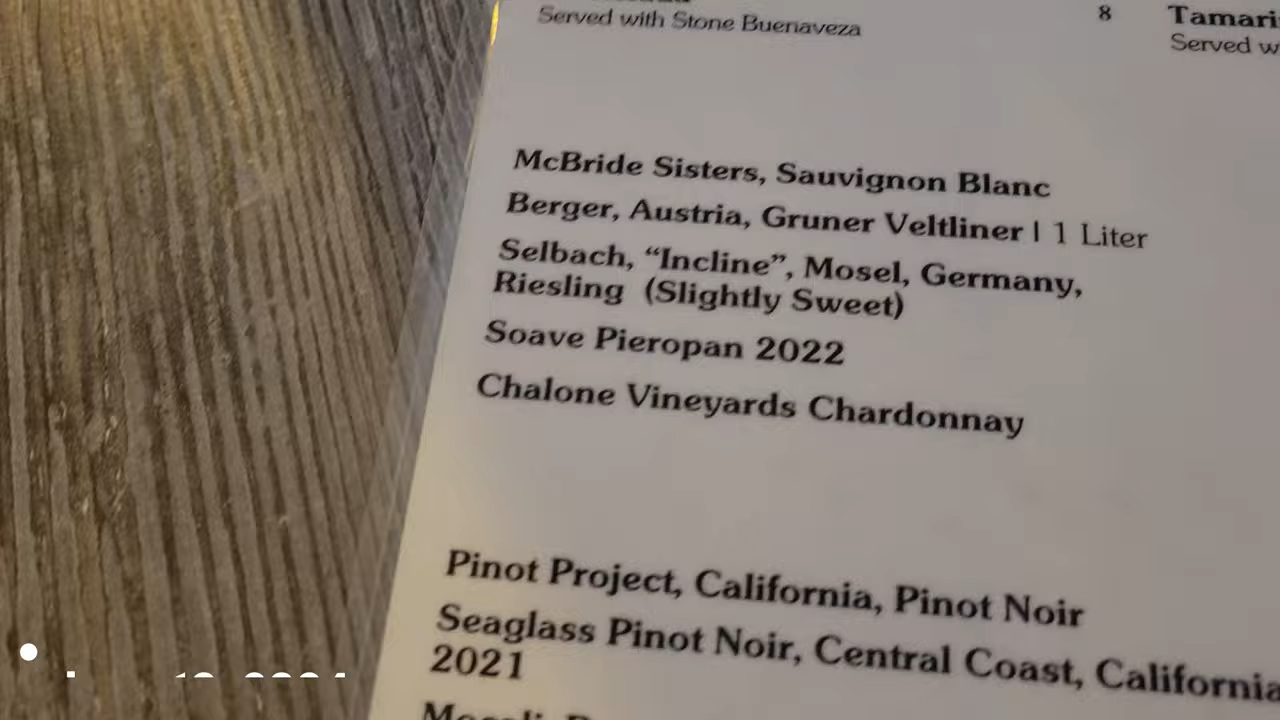 Served with Stone Buenaveza
8
Served w
McBride Sisters, Sauvignon Blanc
Berger, Austria, Gruner Veltliner | 1 Liter
Selbach, “Incline”, Mosel, Germany,
Riesling (Slightly Sweet)
Soave Pieropan 2022
Chalone Vineyards Chardonnay
Pinot Project, California, Pinot Noir
Seaglass Pinot Noir, Central Coast, California
2021